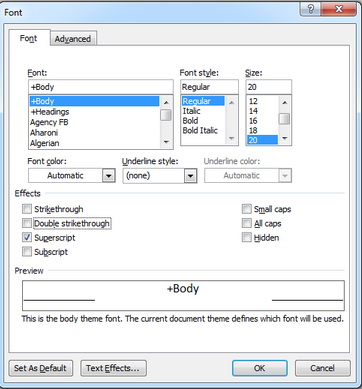 Font
Font Advanced
Font: Font style: Size:
+Body Regular 20
+Body Regular 12
+Headings Italic 14
Agency FB Bold 16
Aharoni Bold Italic 18
Algerian 20
Font color: Underline style: Underline color:
Automatic (none) Automatic
Effects
Strikethrough Small caps
Double strikethrough All caps
Superscript Hidden
Subscript
Preview
+Body
This is the body theme font. The current document theme defines which font will be used.
Set As Default Text Effects... OK Cancel